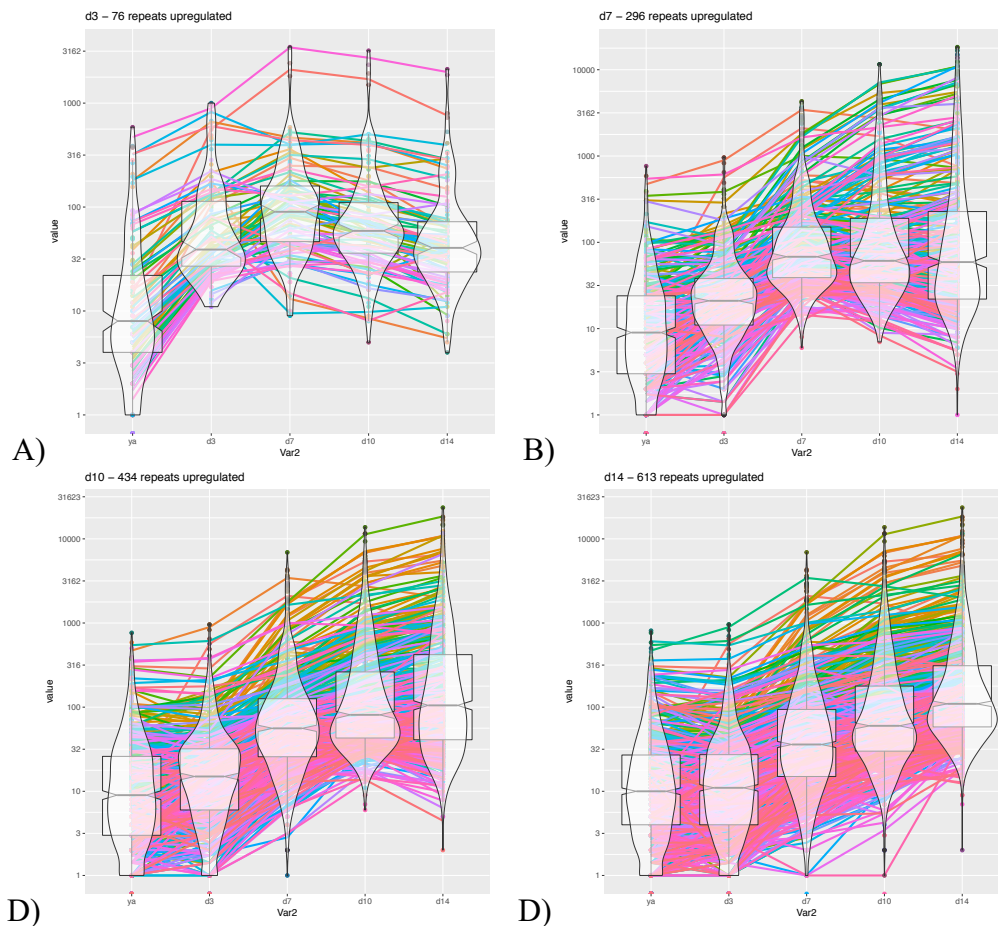 d3 − 76 repeats upregulated
3162
1000
316
100
32
10
3
1
value
ya d3 d7 d10 d14
Var2
A)
d7 − 296 repeats upregulated
10000
3162
1000
316
100
32
10
3
1
value
ya d3 d7 d10 d14
Var2
B)
d10 − 434 repeats upregulated
31623
10000
3162
1000
316
100
32
10
3
1
value
ya d3 d7 d10 d14
Var2
D)
d14 − 613 repeats upregulated
31623
10000
3162
1000
316
100
32
10
3
1
value
ya d3 d7 d10 d14
Var2
D)